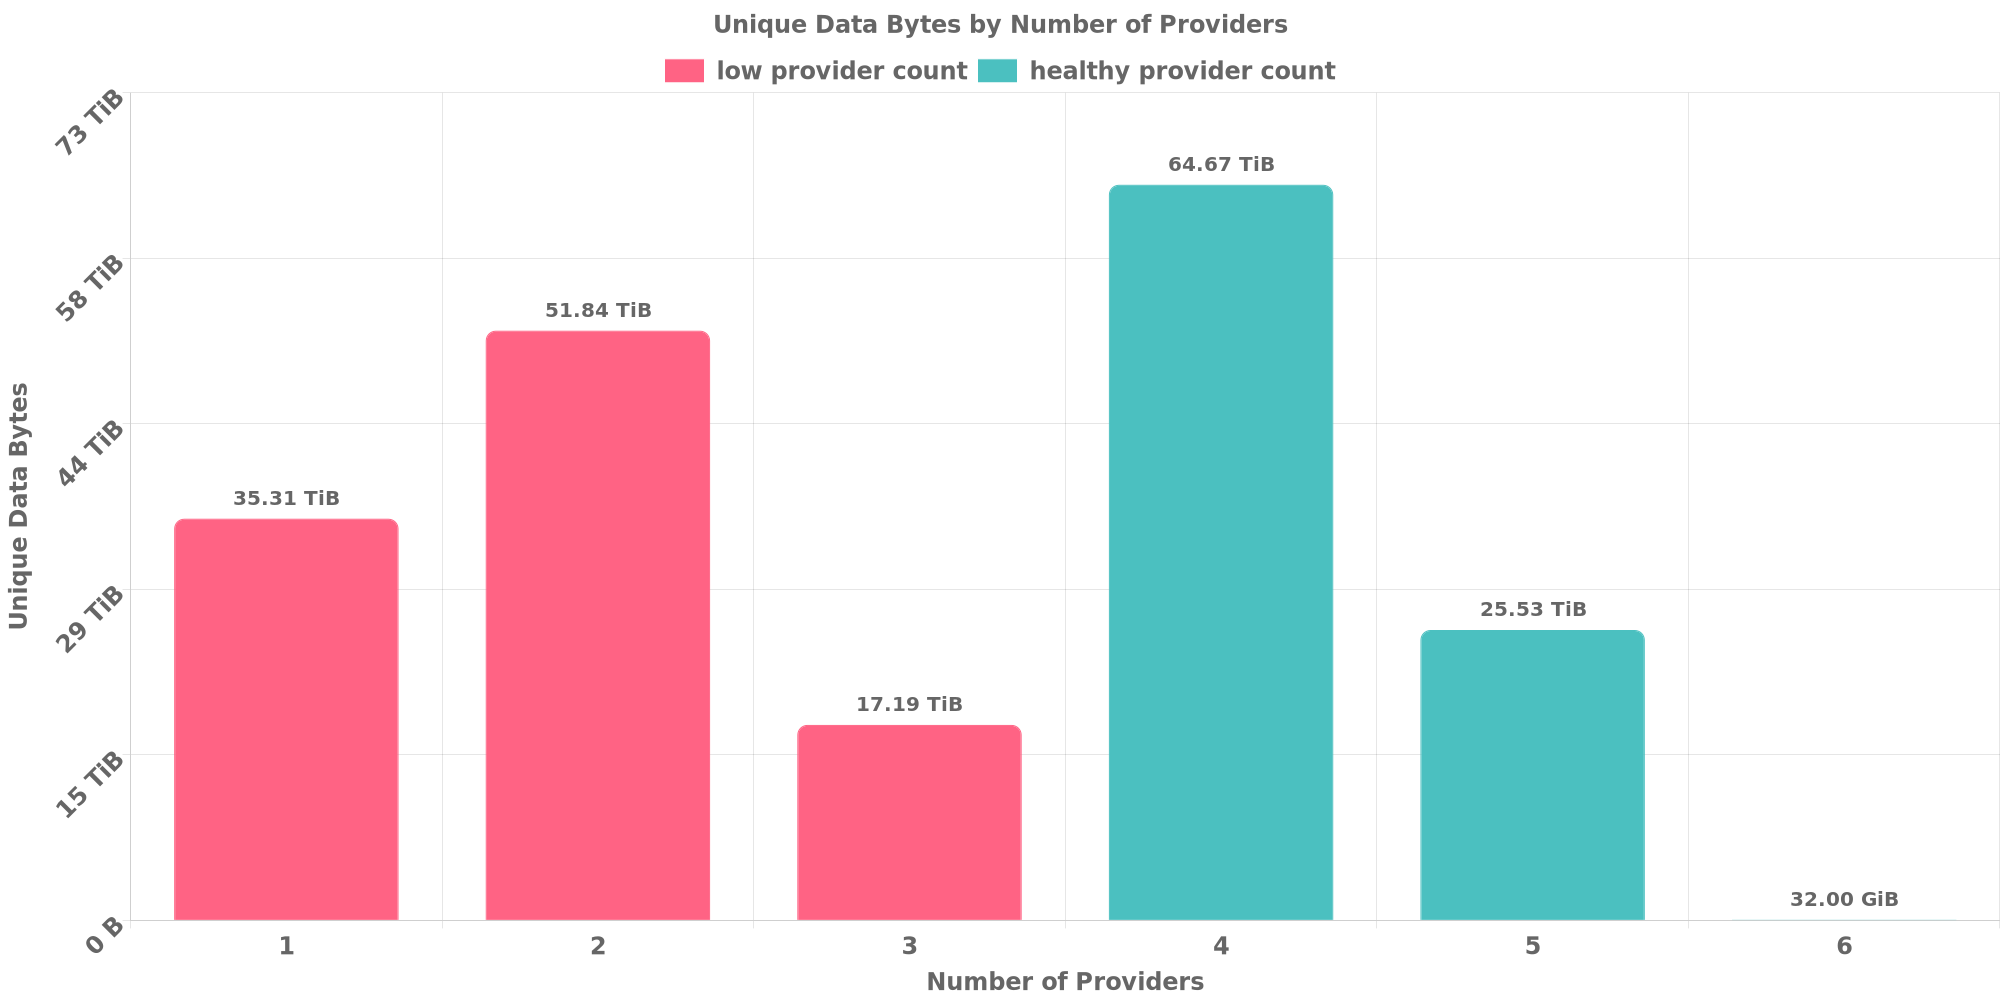 Unique Data Bytes by Number of Providers
low provider count
healthy provider count
Unique Data Bytes
73 TiB
58 TiB
44 TiB
29 TiB
15 TiB
0 B
35.31 TiB
51.84 TiB
17.19 TiB
64.67 TiB
25.53 TiB
32.00 GiB
1
2
3
4
5
6
Number of Providers